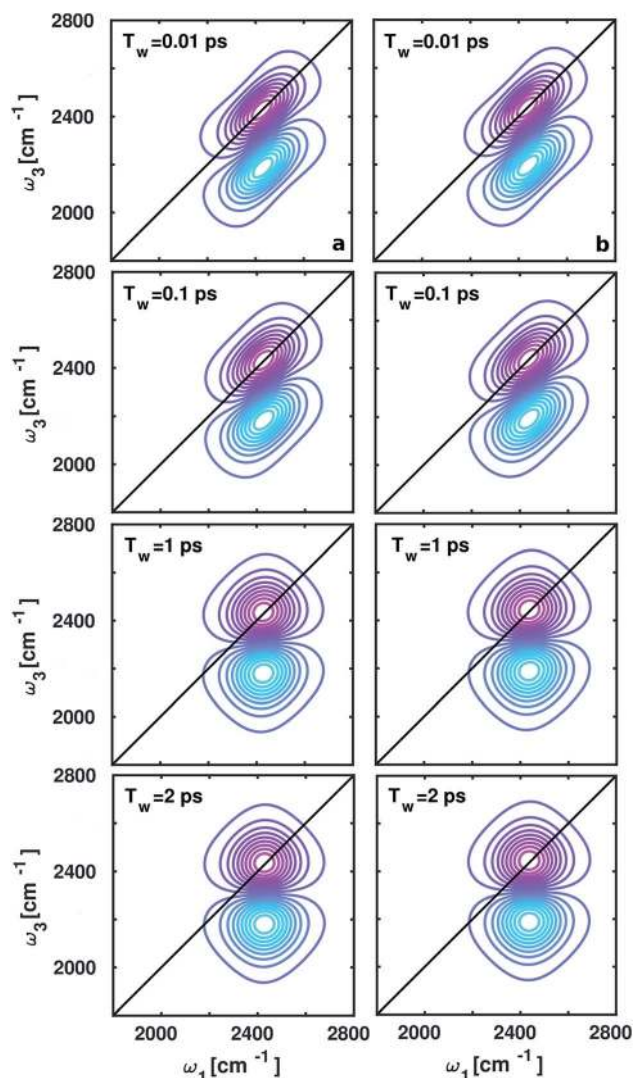 2800 2800
T_w=0.01 ps T_w=0.01 ps
2400
ω_3 [cm⁻¹]
2000
a b
2800
T_w=0.1 ps T_w=0.1 ps
2400
ω_3 [cm⁻¹]
2000
2800
T_w=1 ps T_w=1 ps
2400
ω_3 [cm⁻¹]
2000
2800
T_w=2 ps T_w=2 ps
2400
ω_3 [cm⁻¹]
2000
2000 2400 2800 2000 2400 2800
ω_1 [cm⁻¹] ω_1 [cm⁻¹]